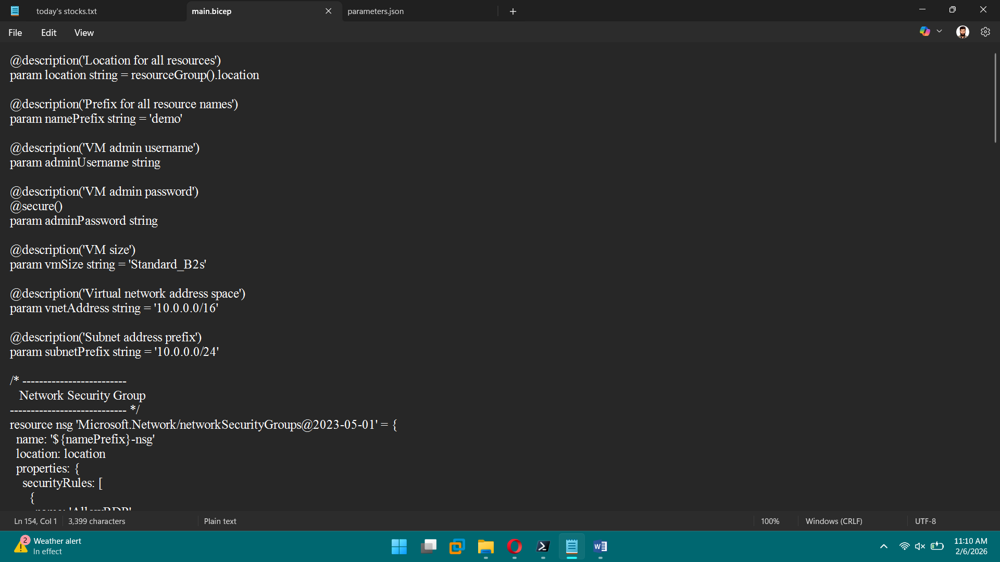 today's stocks.txt
main.bicep
parameters.json
File
Edit
View
@description('Location for all resources')
param location string = resourceGroup().location
@description('Prefix for all resource names')
param namePrefix string = 'demo'
@description('VM admin username')
param adminUsername string
@description('VM admin password')
@secure()
param adminPassword string
@description('VM size')
param vmSize string = 'Standard_B2s'
@description('Virtual network address space')
param vnetAddress string = '10.0.0.0/16'
@description('Subnet address prefix')
param subnetPrefix string = '10.0.0.0/24'
/* -------------------------
Network Security Group
---------------------------- */
resource nsg 'Microsoft.Network/networkSecurityGroups@2023-05-01' = {
name: '${namePrefix}-nsg'
location: location
properties: {
securityRules: [
{
name: 'AllowRDP'
Ln 154, Col 1
3,399 characters
Plain text
100%
Windows (CRLF)
UTF-8
2
Weather alert
In effect
W
11:10 AM
2/6/2026